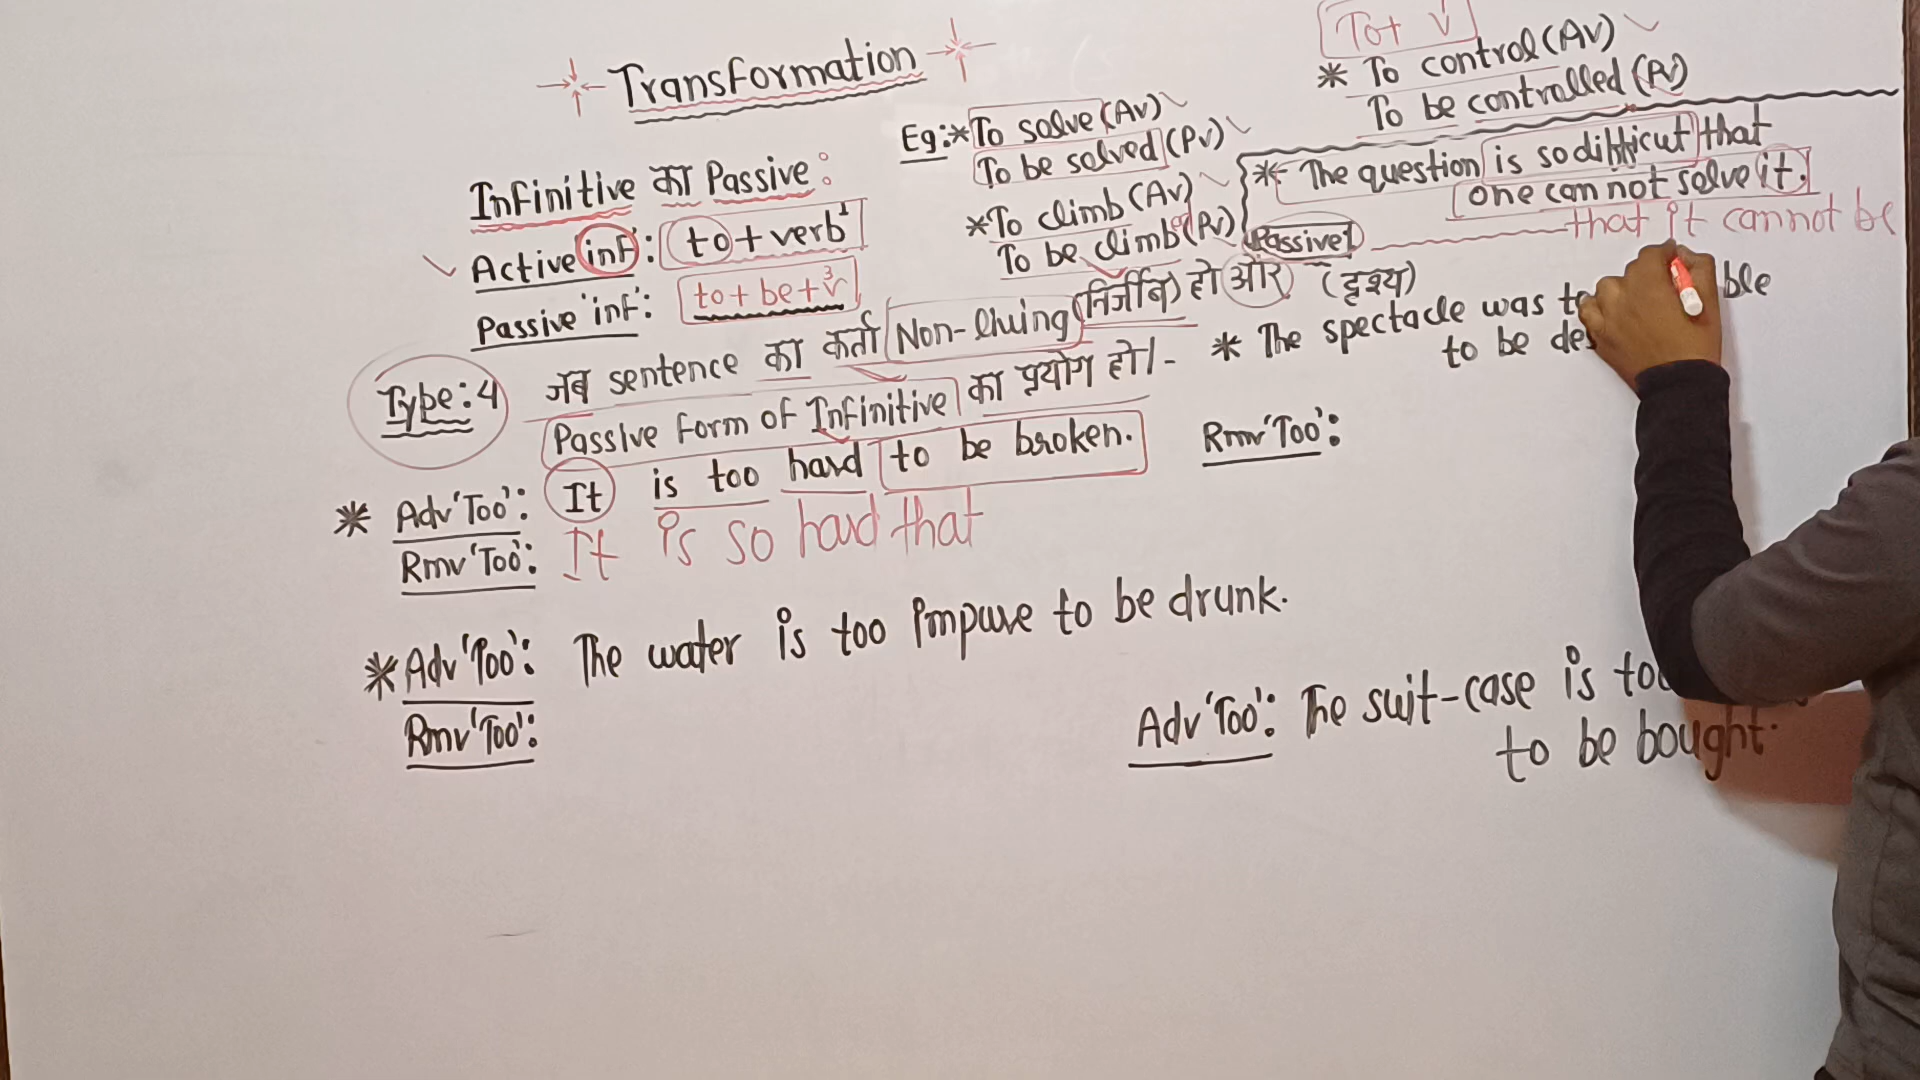 Transformation
Infinitive का Passive:
Active 'inf': to + verb¹
Passive 'inf': to + be + v³
Eg:* To solve (Av)
To be solved (Pv)
* To climb (Av)
To be climbed (Pv)
To + v¹
* To control (Av)
To be controlled (Pv)
* The question is so difficult that
one can not solve it.
Passive] that it cannot be
Type: 4 जब sentence का कर्ता Non-living (निर्जीव) हो और
Passive form of Infinitive का प्रयोग हो।-
* Adv 'Too': It is too hard to be broken.
Rmv 'Too': It is so hard that
* Adv 'Too': The water is too impure to be drunk.
Rmv 'Too':
(दृश्य)
* The spectacle was
to be
Rmv 'Too':
Adv 'Too': The suit-case is
to be bought.